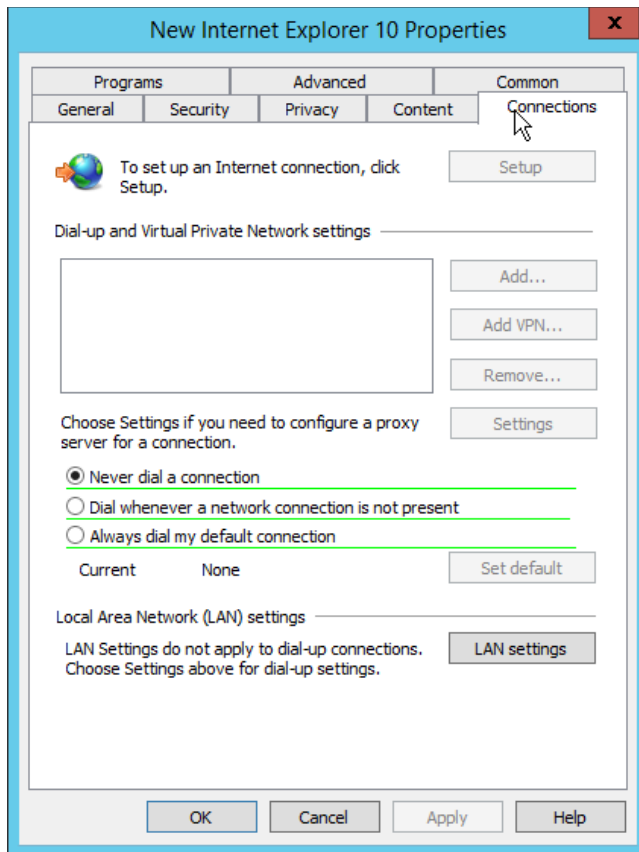 New Internet Explorer 10 Properties
x
Programs
Advanced
Common
General
Security
Privacy
Content
Connections
To set up an Internet connection, click
Setup.
Setup
Dial-up and Virtual Private Network settings
Add...
Add VPN...
Remove...
Choose Settings if you need to configure a proxy
server for a connection.
Settings
Never dial a connection
Dial whenever a network connection is not present
Always dial my default connection
Current
None
Set default
Local Area Network (LAN) settings
LAN Settings do not apply to dial-up connections.
Choose Settings above for dial-up settings.
LAN settings
OK
Cancel
Apply
Help